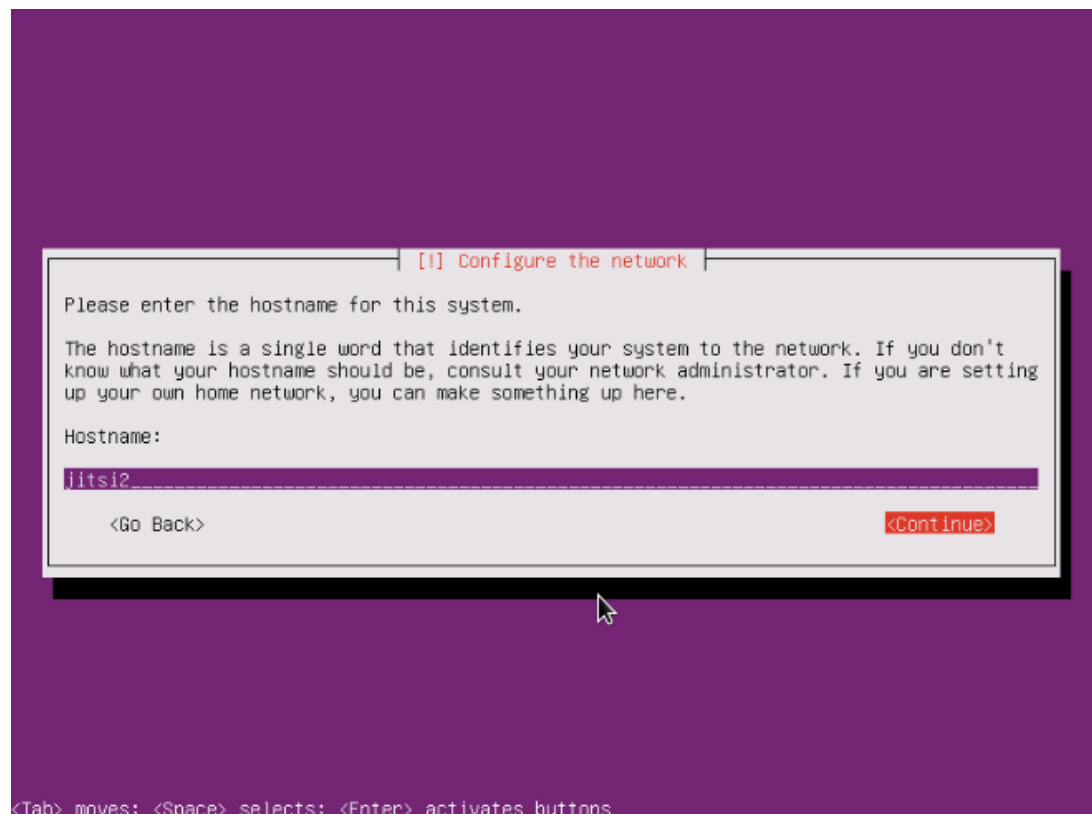 [!] Configure the network
Please enter the hostname for this system.
The hostname is a single word that identifies your system to the network. If you don't
know what your hostname should be, consult your network administrator. If you are setting
up your own home network, you can make something up here.
Hostname:
jitsi2
<Go Back> <Continue>
<Tab> moves; <Space> selects; <Enter> activates buttons